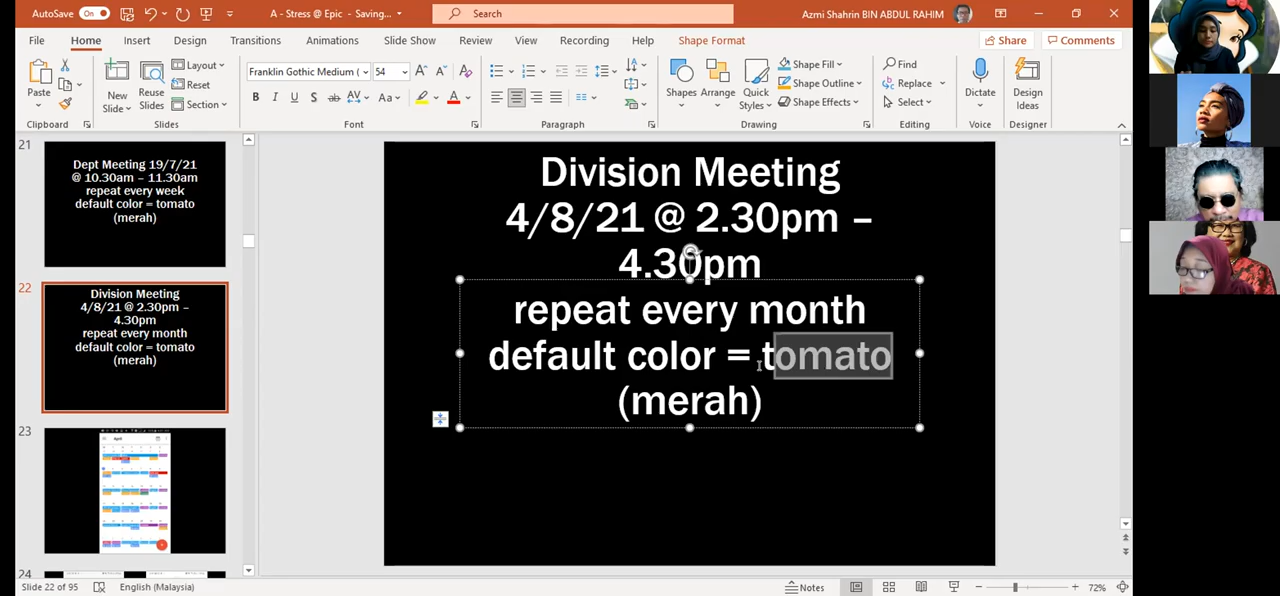 AutoSave
On
A - Stress @ Epic - Saving...
Search
Azmi Shahrin BIN ABDUL RAHIM
File
Home
Insert
Design
Transitions
Animations
Slide Show
Review
View
Recording
Help
Shape Format
Share
Comments
Paste
Clipboard
New
Slide
Reuse
Slides
Layout
Reset
Section
Slides
Franklin Gothic Medium (
54
B I U S ab AV Aa A
Font
Paragraph
Shapes
Arrange
Quick
Styles
Shape Fill
Shape Outline
Shape Effects
Drawing
Find
Replace
Select
Editing
Dictate
Voice
Design
Ideas
Designer
21
Dept Meeting 19/7/21
@ 10.30am – 11.30am
repeat every week
default color = tomato
(merah)
22
Division Meeting
4/8/21 @ 2.30pm –
4.30pm
repeat every month
default color = tomato
(merah)
23
April
24
Division Meeting
4/8/21 @ 2.30pm –
4.30pm
repeat every month
default color = tomato
(merah)
Slide 22 of 95
English (Malaysia)
Notes
72%